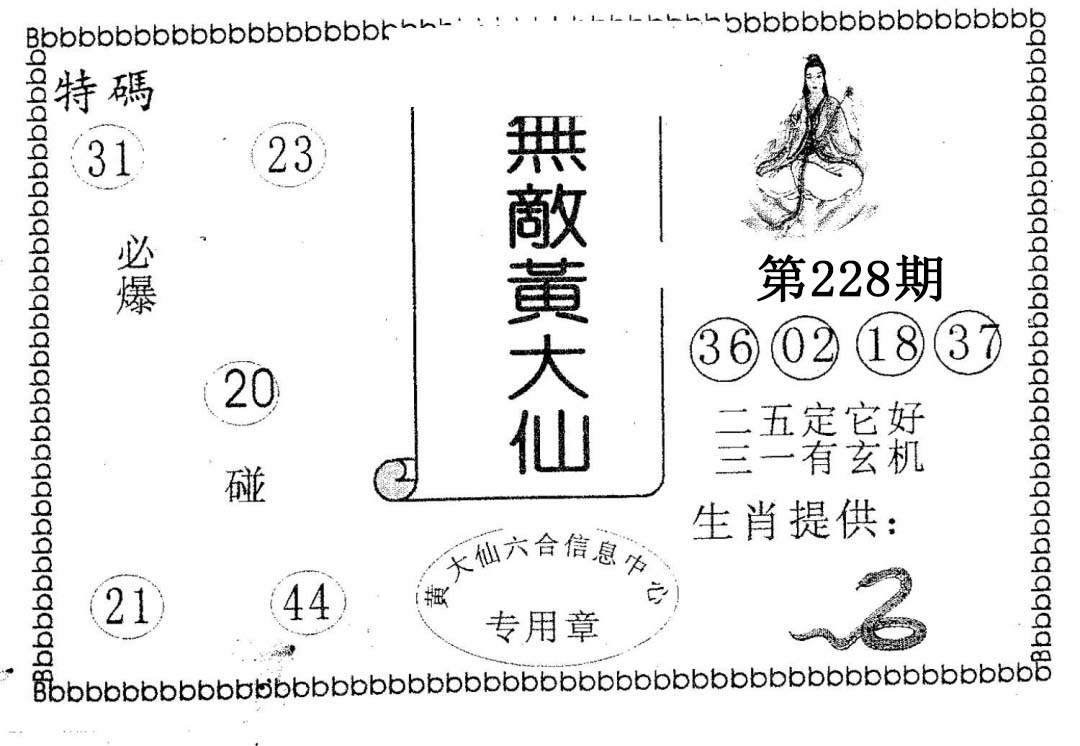 特碼
31 23
必爆
20
碰
21 44
無敵黃大仙
黄大仙六合信息中心
专用章
第228期
36 02 18 37
二五定它好
三一有玄机
生肖提供: